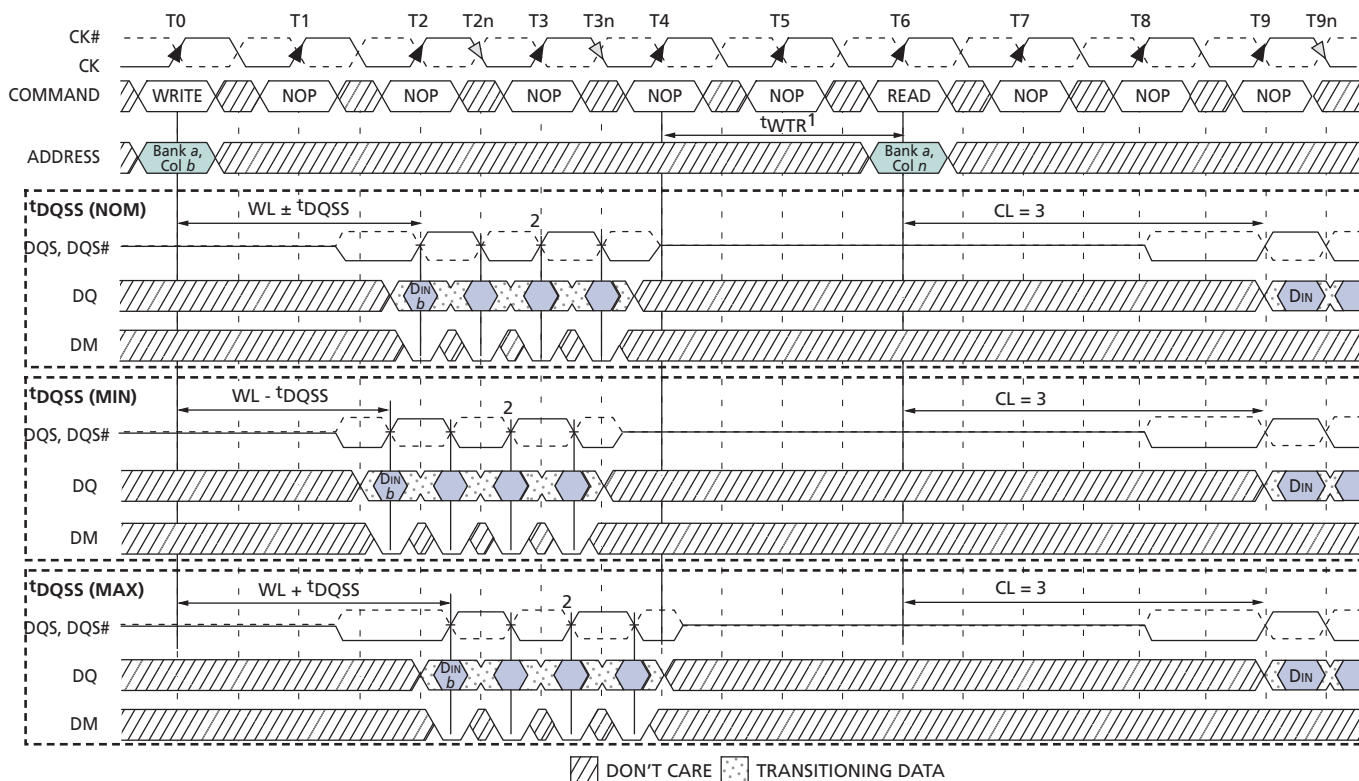 T0 T1 T2 T2n T3 T3n T4 T5 T6 T7 T8 T9 T9n
CK#
CK
COMMAND WRITE NOP NOP NOP NOP NOP READ NOP NOP NOP
tWTR1
ADDRESS Bank a, Col b Bank a, Col n
tDQSS (NOM) WL ± tDQSS CL = 3
2
DQS, DQS#
DQ DIN b DIN
DM
tDQSS (MIN) WL - tDQSS CL = 3
2
DQS, DQS#
DQ DIN b DIN
DM
tDQSS (MAX) WL + tDQSS CL = 3
2
DQS, DQS#
DQ DIN b DIN
DM
DON'T CARE TRANSITIONING DATA